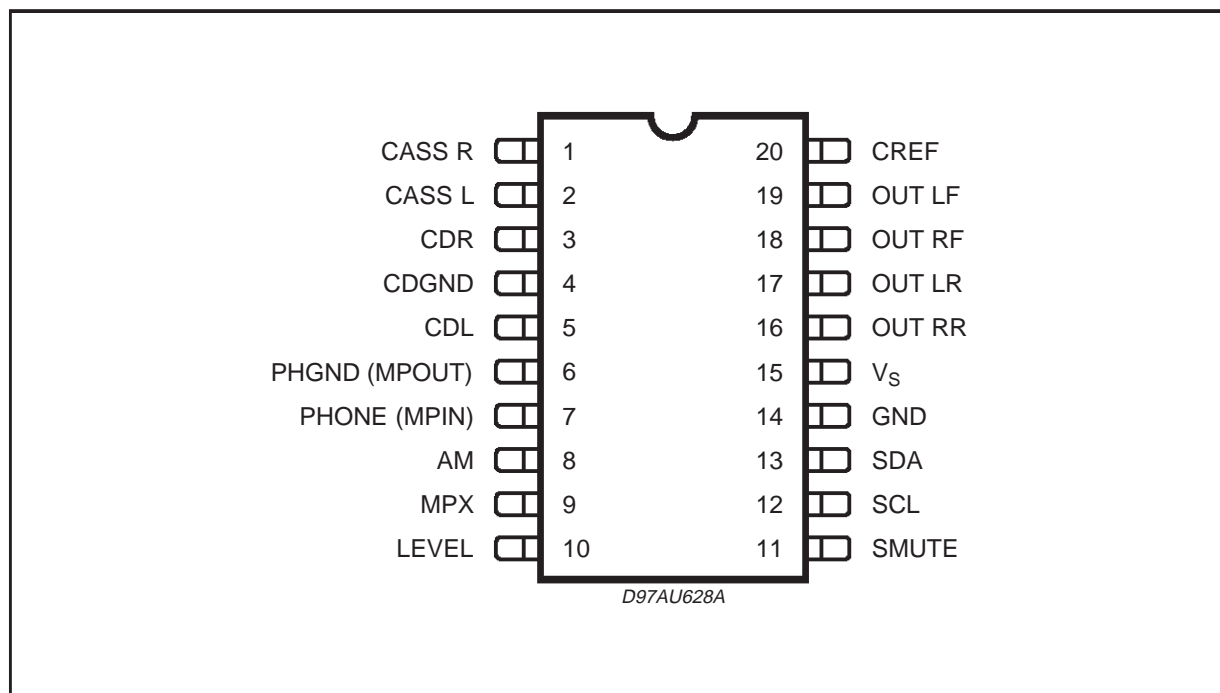 CASS R 1 20 CREF
CASS L 2 19 OUT LF
CDR 3 18 OUT RF
CDGND 4 17 OUT LR
CDL 5 16 OUT RR
PHGND (MPOUT) 6 15 VS
PHONE (MPIN) 7 14 GND
AM 8 13 SDA
MPX 9 12 SCL
LEVEL 10 11 SMUTE
D97AU628A